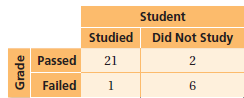 Student
Studied Did Not Study
Grade
Passed 21 2
Failed 1 6